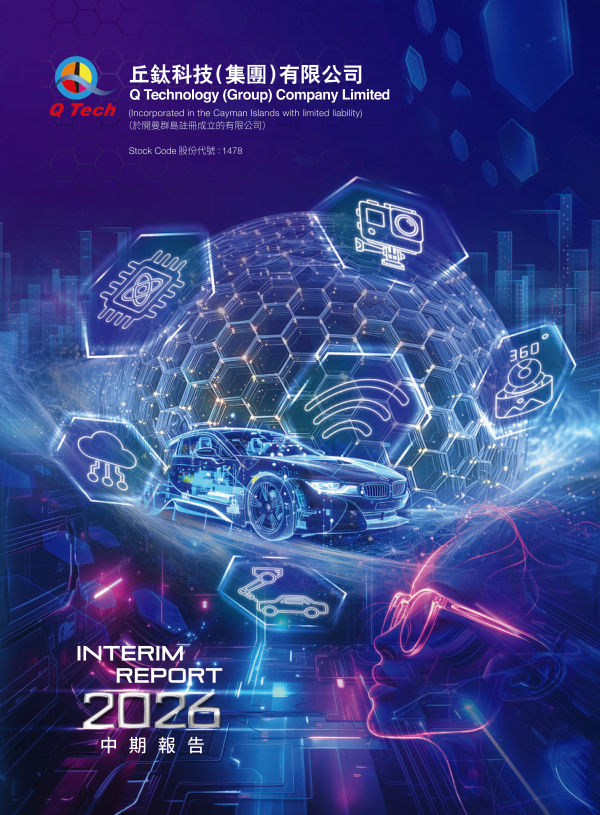 Q Tech
丘鈦科技(集團)有限公司
Q Technology (Group) Company Limited
(Incorporated in the Cayman Islands with limited liability)
(於開曼群島註冊成立的有限公司)
Stock Code 股份代號：1478
360°
INTERIM
REPORT
2026
中期報告